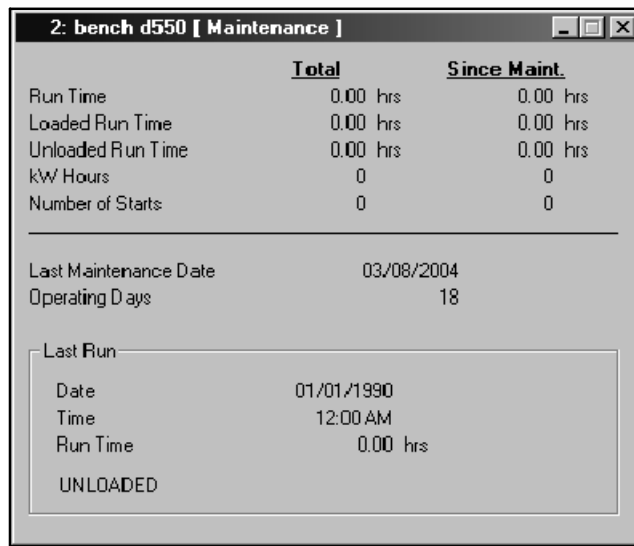 2: bench d550 [ Maintenance ]
Total Since Maint.
Run Time 0.00 hrs 0.00 hrs
Loaded Run Time 0.00 hrs 0.00 hrs
Unloaded Run Time 0.00 hrs 0.00 hrs
kW Hours 0 0
Number of Starts 0 0
Last Maintenance Date 03/08/2004
Operating Days 18
Last Run
Date 01/01/1990
Time 12:00 AM
Run Time 0.00 hrs
UNLOADED